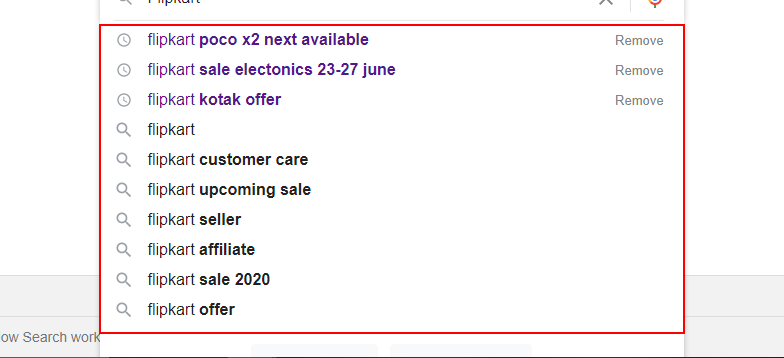 flipkart poco x2 next available Remove
flipkart sale electonics 23-27 june Remove
flipkart kotak offer Remove
flipkart
flipkart customer care
flipkart upcoming sale
flipkart seller
flipkart affiliate
flipkart sale 2020
flipkart offer
ow Search work